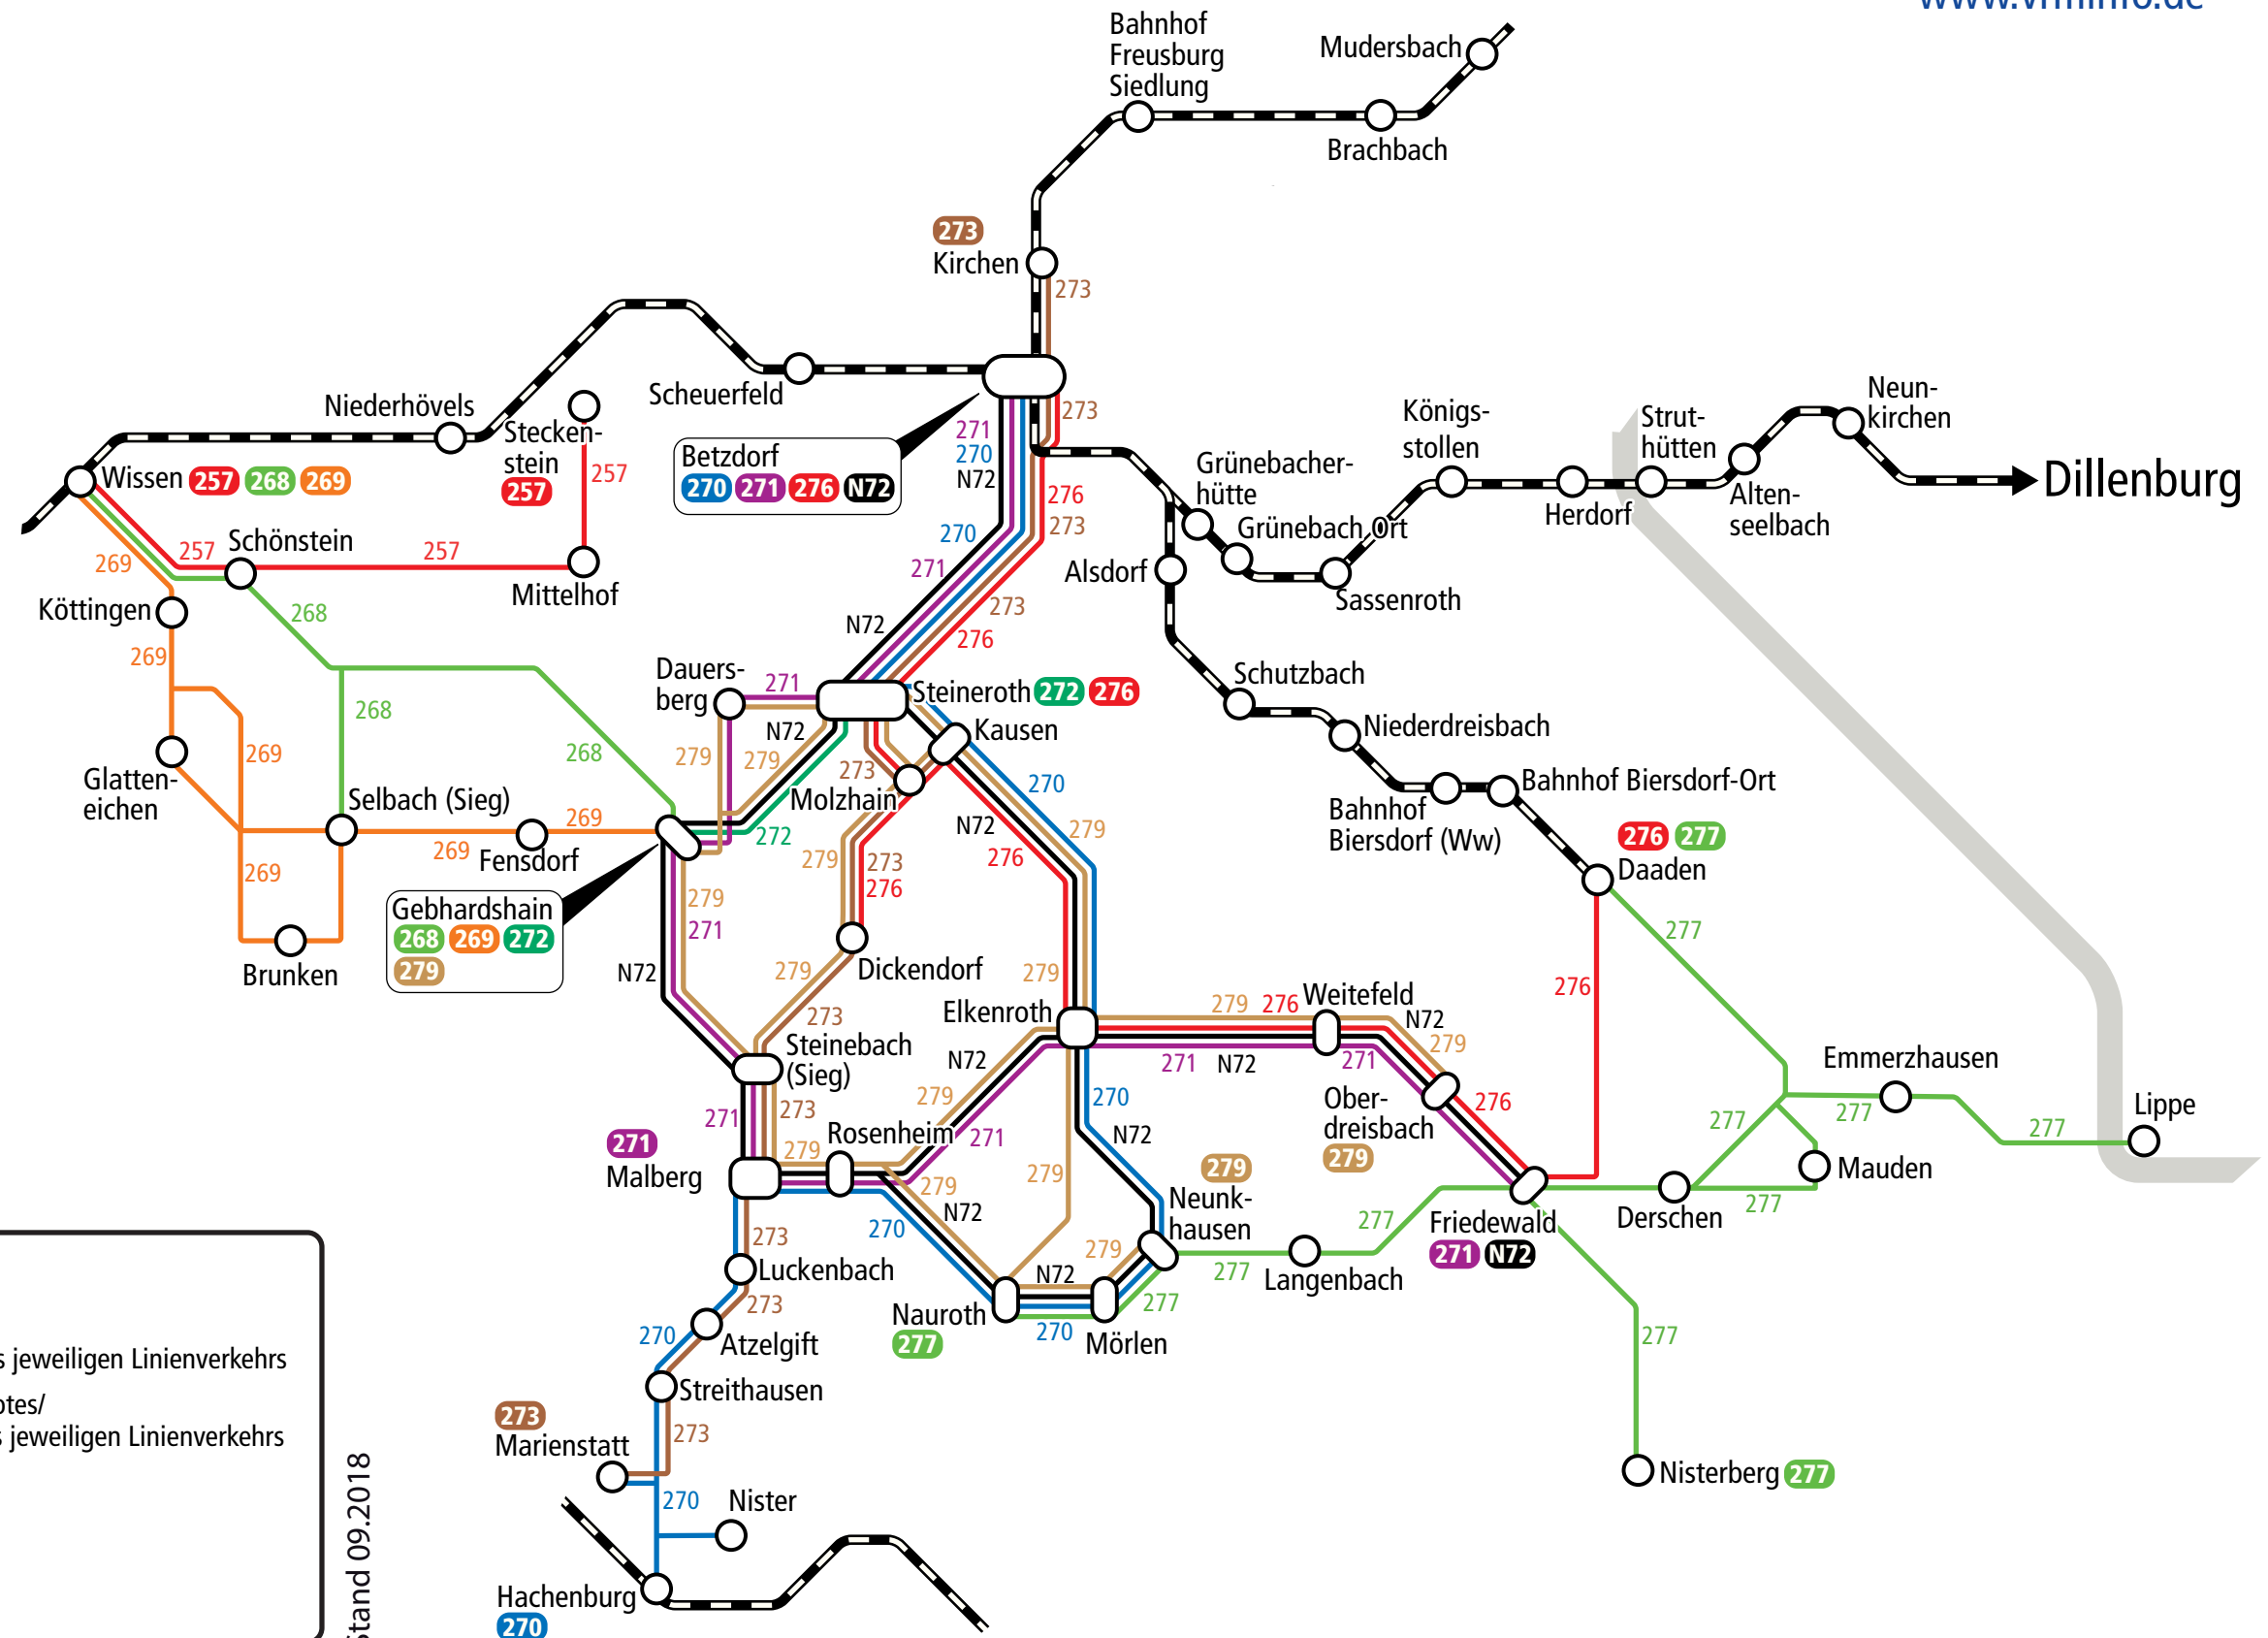 Bahnhof
Freusburg
Siedlung
Mudersbach
Brachbach
273
Kirchen
273
Scheuerfeld
Niederhövels
Stecken-
stein
257
257
Wissen 257 268 269
273
271
270
N72
Betzdorf
270 271 276 N72
276
273
Königs-
stollen
Strut-
hütten
Neun-
kirchen
Dillenburg
Grünebacher-
hütte
Grünebach Ort
Herdorf
Alten-
seelbach
Sassenroth
Alsdorf
Schönstein
257
257
269
Mittelhof
Köttingen
268
269
270
271
273
N72
276
Dauers-
berg
271
Steineroth 272 276
Kausen
N72
279
279
273
Molzhain
272
270
279
N72
276
Schutzbach
Niederdreisbach
Bahnhof
Biersdorf (Ww)
Bahnhof Biersdorf-Ort
276 277
Daaden
268
268
269
Glatten-
eichen
Selbach (Sieg)
269
269
Fensdorf
269
Brunken
Gebhardshain
268 269 272
279
279
271
N72
279
273
276
Dickendorf
279
273
279
Elkenroth
279 276
Weitefeld
N72
279
271
N72
271
276
277
276
Ober-
dreisbach
279
Emmerzhausen
277
277
277
Lippe
Mauden
277
Derschen
Steinebach
(Sieg)
N72
279
271
273
Rosenheim
279
271
271
Malberg
279
N72
270
270
N72
279
279
Neunk-
hausen
279
N72
277
270
Nauroth
277
Mörlen
277
Langenbach
277
Friedewald
271 N72
277
Nisterberg 277
273
Luckenbach
273
270
Atzelgift
Streithausen
273
Marienstatt
273
270
Nister
Hachenburg
270
s jeweiligen Linienverkehrs
otes/
s jeweiligen Linienverkehrs
Stand 09.2018